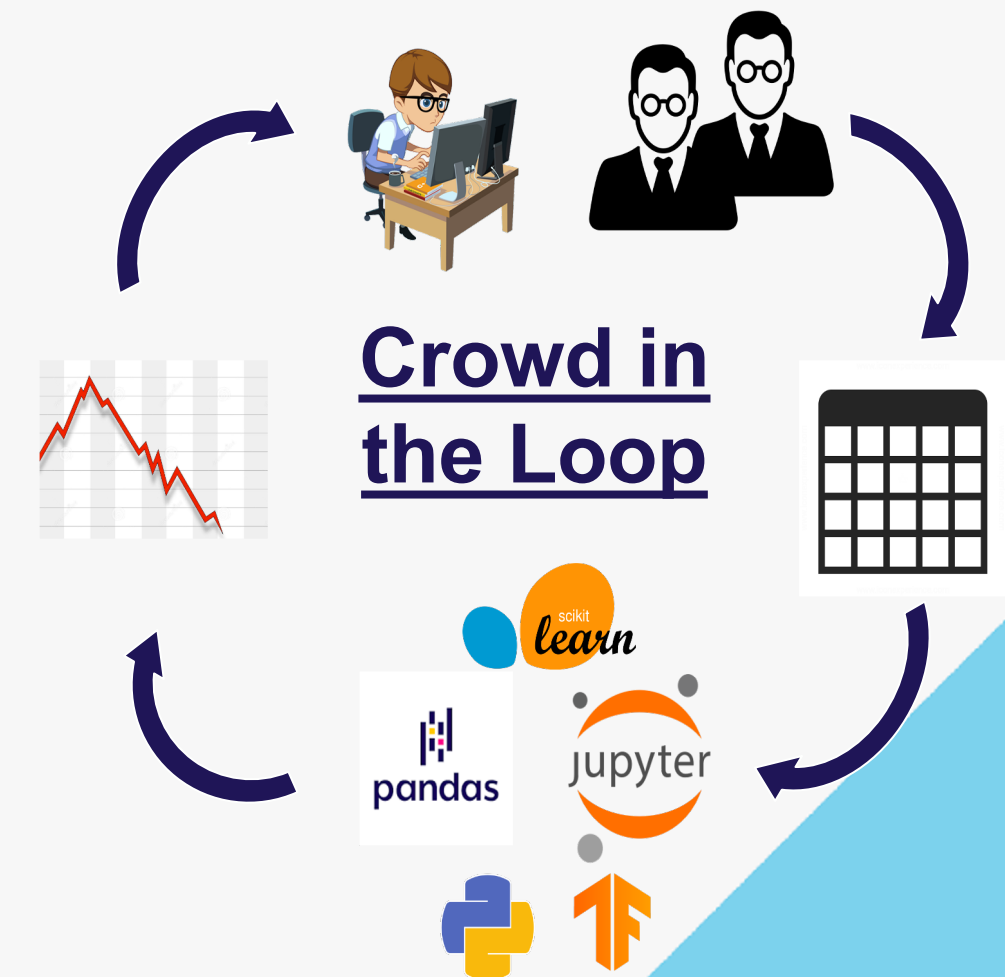 Crowd in
the Loop
scikit
learn
pandas
jupyter